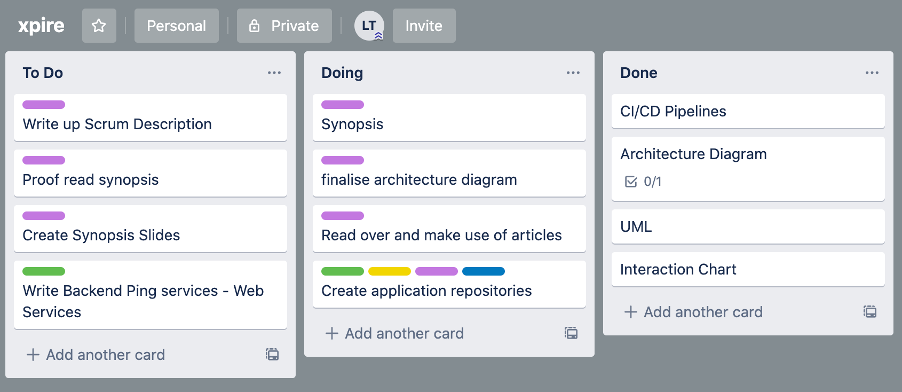 xpire
Personal
Private
LT
Invite
To Do
Write up Scrum Description
Proof read synopsis
Create Synopsis Slides
Write Backend Ping services - Web
Services
+ Add another card
Doing
Synopsis
finalise architecture diagram
Read over and make use of articles
Create application repositories
+ Add another card
Done
CI/CD Pipelines
Architecture Diagram
0/1
UML
Interaction Chart
+ Add another card